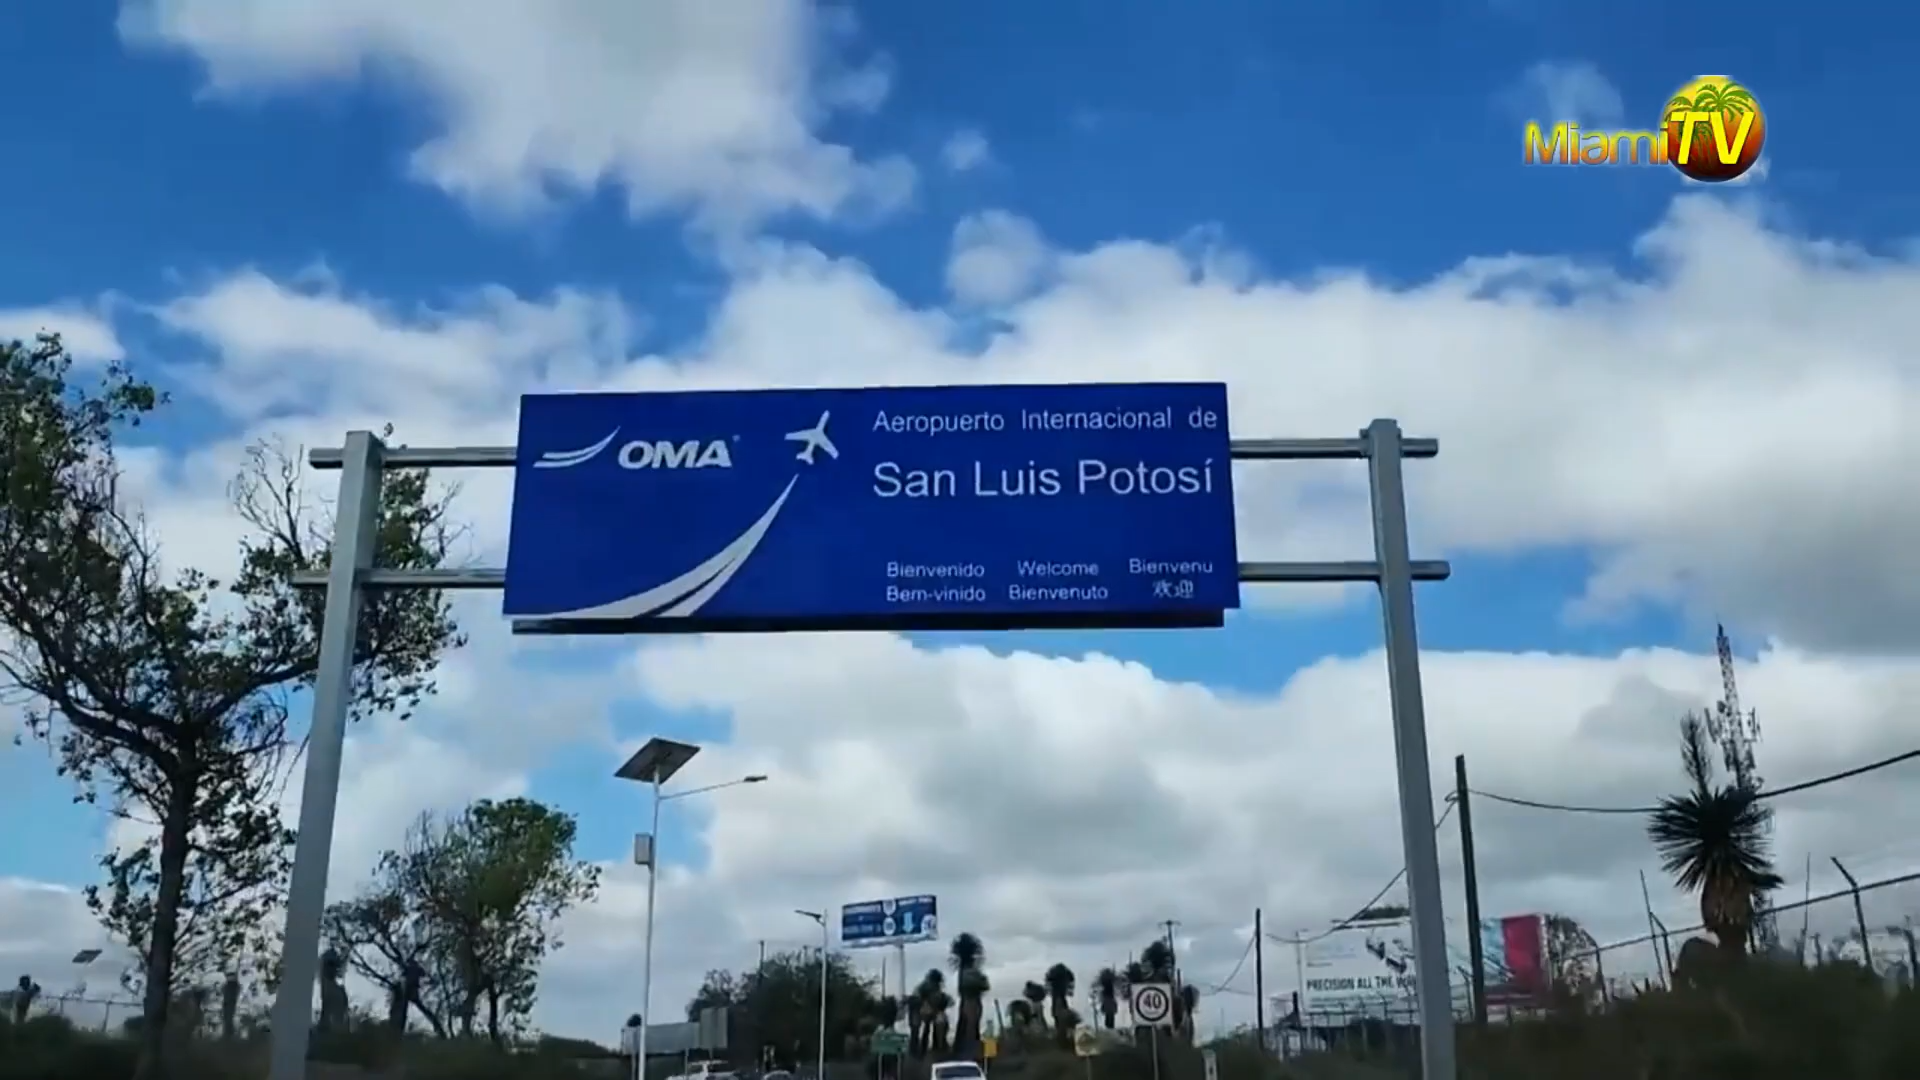 MiamiTV
OMA
Aeropuerto Internacional de
San Luis Potosí
Bienvenido Welcome Bienvenu
Bem-vinido Bienvenuto 欢迎
40
PRECISION ALL THE